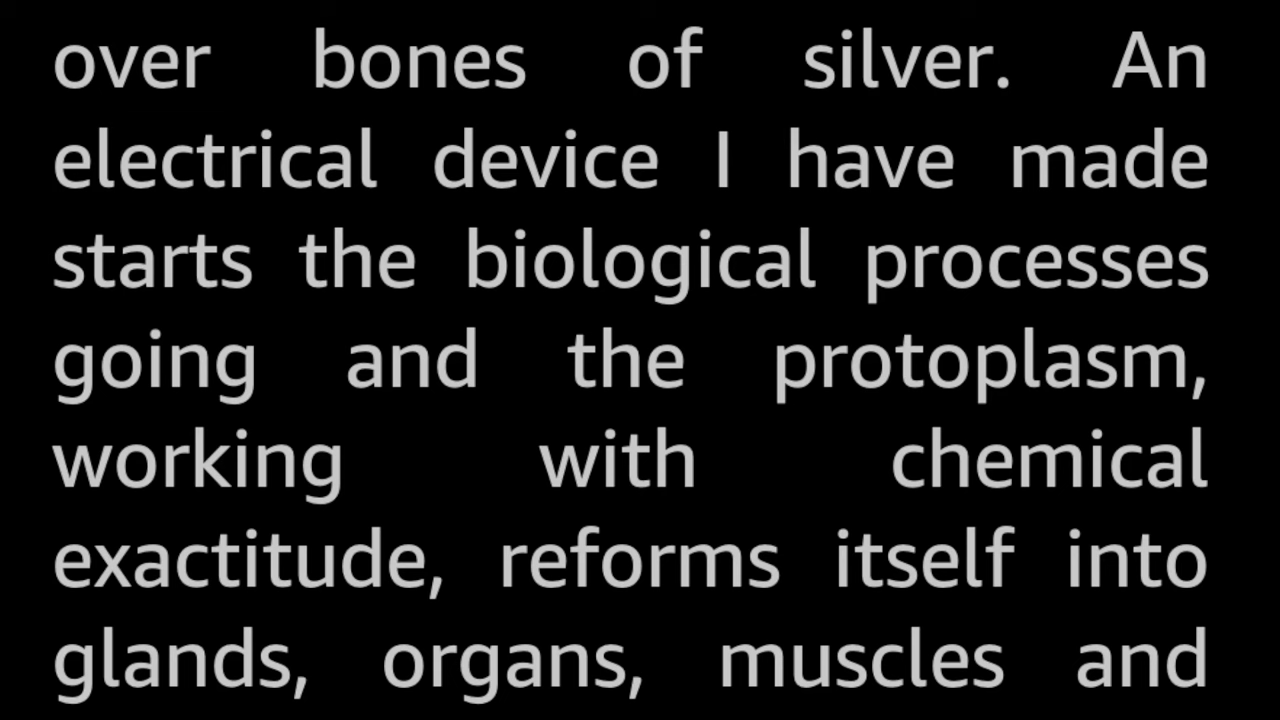 over bones of silver. An
electrical device I have made
starts the biological processes
going and the protoplasm,
working with chemical
exactitude, reforms itself into
glands, organs, muscles and